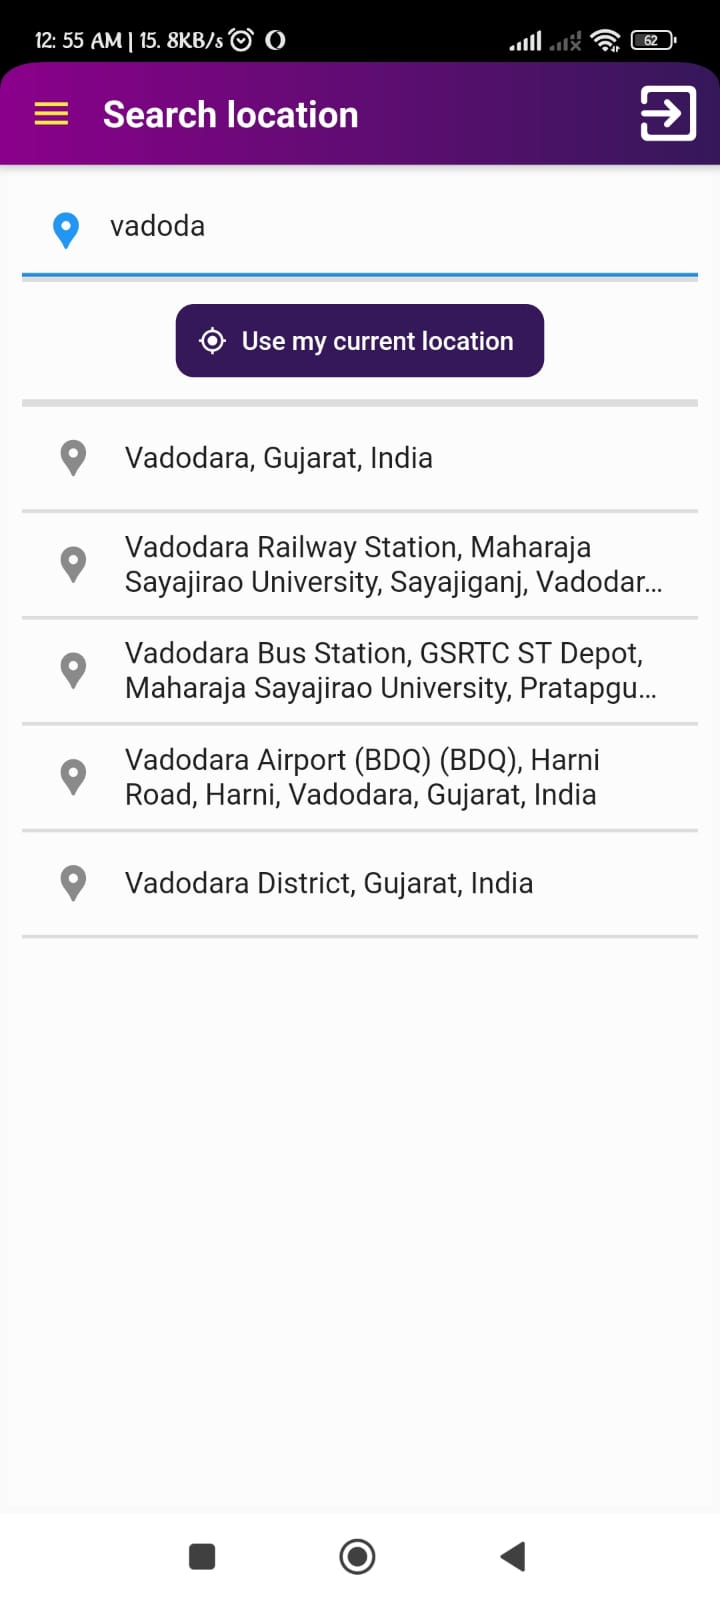 12: 55 AM | 15. 8KB/s
62
Search location
vadoda
Use my current location
Vadodara, Gujarat, India
Vadodara Railway Station, Maharaja
Sayajirao University, Sayajiganj, Vadodar...
Vadodara Bus Station, GSRTC ST Depot,
Maharaja Sayajirao University, Pratapgu...
Vadodara Airport (BDQ) (BDQ), Harni
Road, Harni, Vadodara, Gujarat, India
Vadodara District, Gujarat, India